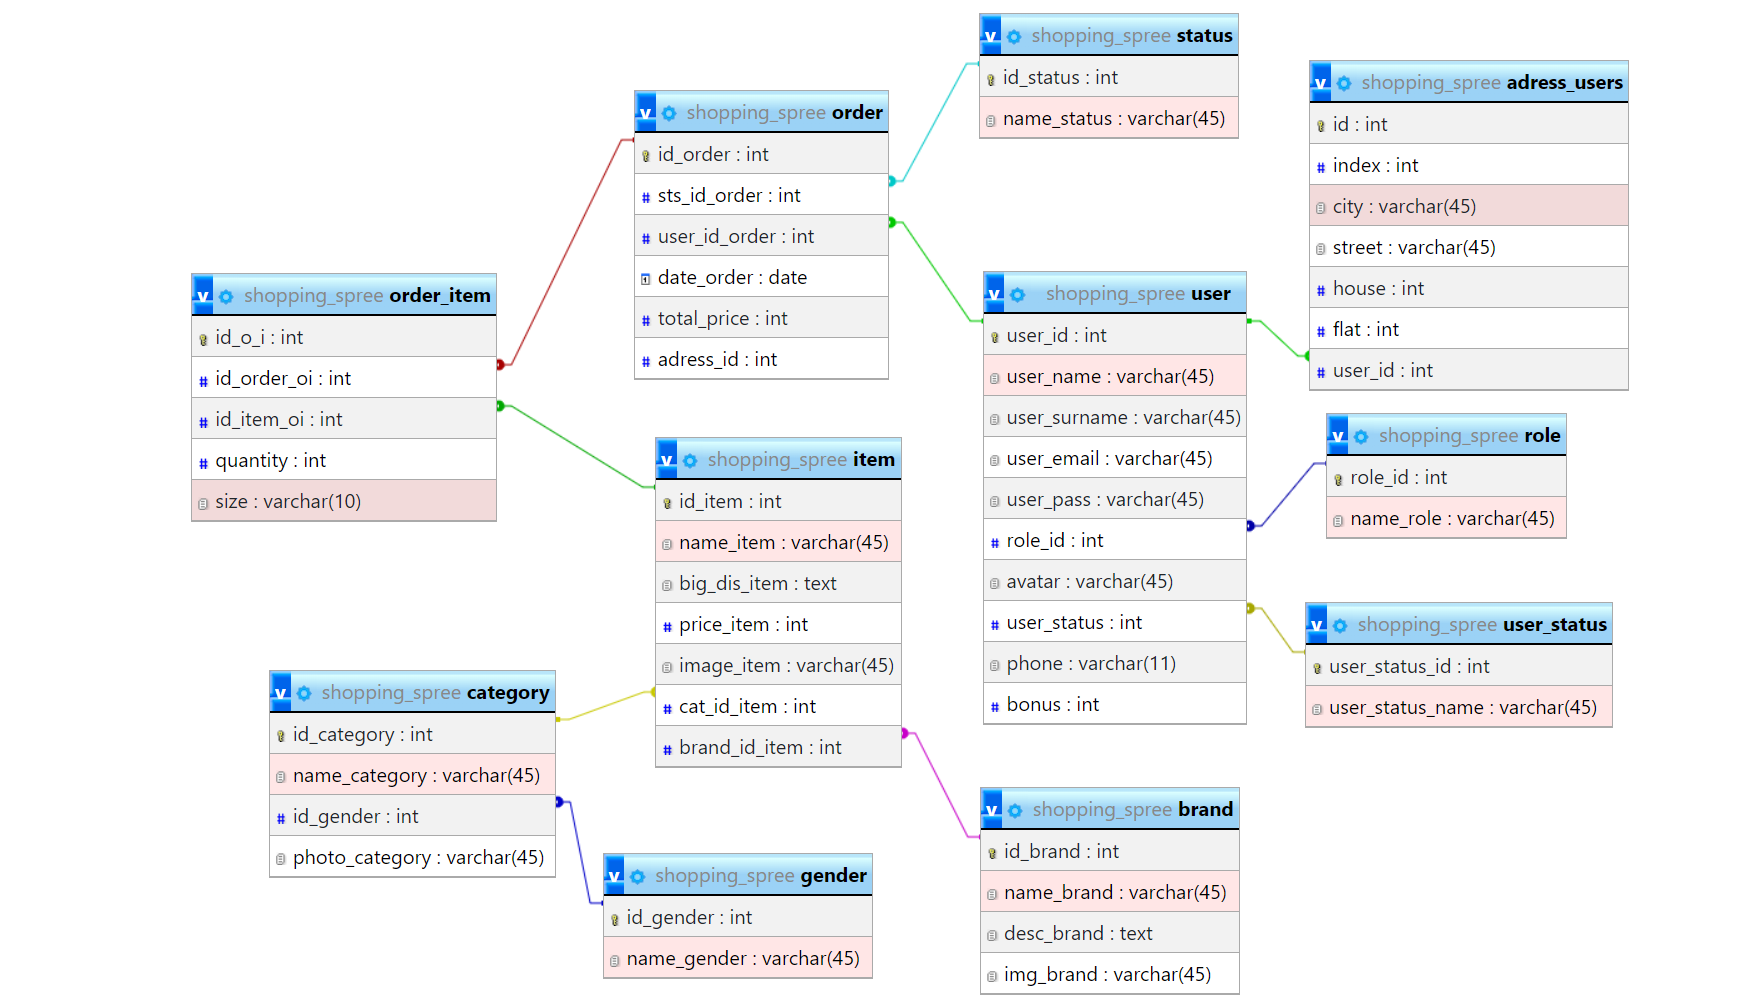 v shopping_spree status
id_status : int
name_status : varchar(45)
v shopping_spree adress_users
id : int
index : int
city : varchar(45)
street : varchar(45)
house : int
flat : int
user_id : int
v shopping_spree order
id_order : int
sts_id_order : int
user_id_order : int
date_order : date
total_price : int
adress_id : int
v shopping_spree order_item
id_o_i : int
id_order_oi : int
id_item_oi : int
quantity : int
size : varchar(10)
v shopping_spree user
user_id : int
user_name : varchar(45)
user_surname : varchar(45)
user_email : varchar(45)
user_pass : varchar(45)
role_id : int
avatar : varchar(45)
user_status : int
phone : varchar(11)
bonus : int
v shopping_spree role
role_id : int
name_role : varchar(45)
v shopping_spree item
id_item : int
name_item : varchar(45)
big_dis_item : text
price_item : int
image_item : varchar(45)
cat_id_item : int
brand_id_item : int
v shopping_spree user_status
user_status_id : int
user_status_name : varchar(45)
v shopping_spree category
id_category : int
name_category : varchar(45)
id_gender : int
photo_category : varchar(45)
v shopping_spree brand
id_brand : int
name_brand : varchar(45)
desc_brand : text
img_brand : varchar(45)
v shopping_spree gender
id_gender : int
name_gender : varchar(45)